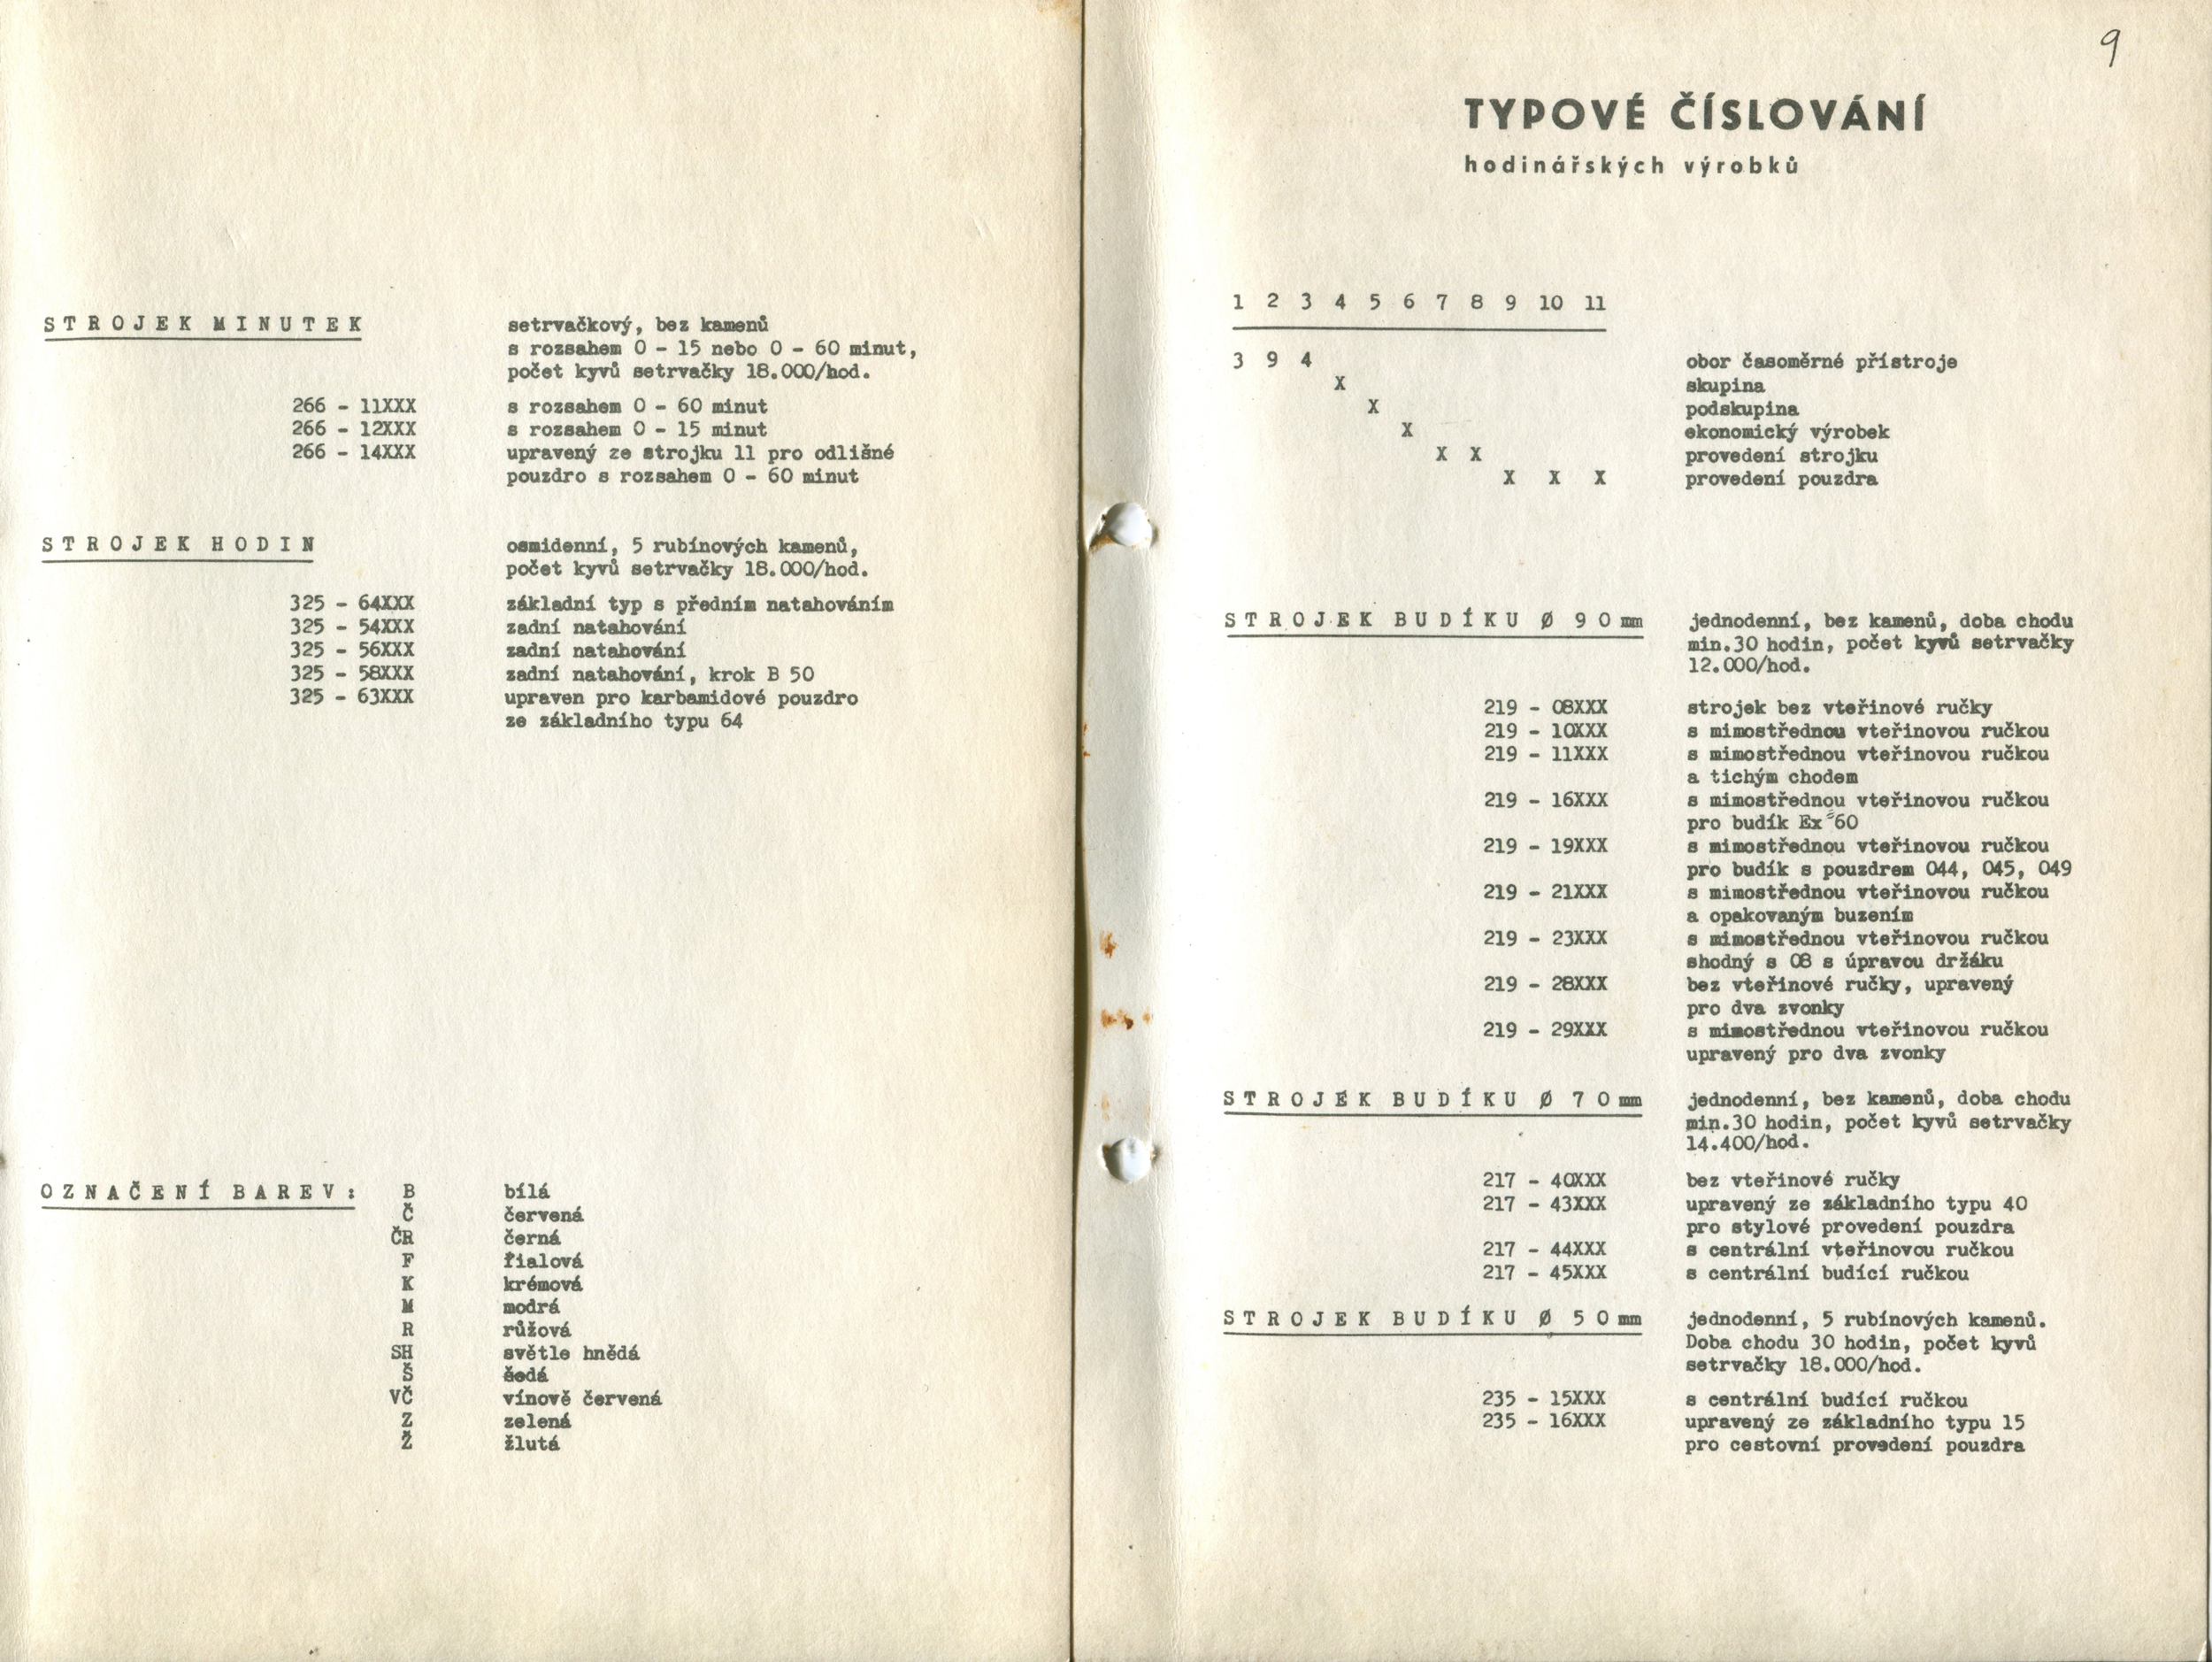 STROJEK MINUTEK setrvačkový, bez kamenů
s rozsahem 0 - 15 nebo 0 - 60 minut,
počet kyvů setrvačky 18.000/hod.
266 - 11XXX s rozsahem 0 - 60 minut
266 - 12XXX s rozsahem 0 - 15 minut
266 - 14XXX upravený ze strojku 11 pro odlišné
pouzdro s rozsahem 0 - 60 minut
STROJEK HODIN osmidenní, 5 rubínových kamenů,
počet kyvů setrvačky 18.000/hod.
325 - 64XXX základní typ s předním natahováním
325 - 54XXX zadní natahování
325 - 56XXX zadní natahování
325 - 58XXX zadní natahování, krok B 50
325 - 63XXX upraven pro karbamidové pouzdro
ze základního typu 64
OZNAČENÍ BAREV: B bílá
Č červená
ČR černá
F fialová
K krémová
M modrá
R růžová
SH světle hnědá
Š šedá
VČ vínově červená
Z zelená
Ž žlutá
9
TYPOVÉ ČÍSLOVÁNÍ
hodinářských výrobků
1 2 3 4 5 6 7 8 9 10 11
3 9 4 obor časoměrné přístroje
X skupina
X podskupina
X ekonomický výrobek
X X provedení strojku
X X X provedení pouzdra
STROJEK BUDÍKU Ø 90mm jednodenní, bez kamenů, doba chodu
min.30 hodin, počet kyvů setrvačky
12.000/hod.
219 - 08XXX strojek bez vteřinové ručky
219 - 10XXX s mimostřednou vteřinovou ručkou
219 - 11XXX s mimostřednou vteřinovou ručkou
a tichým chodem
219 - 16XXX s mimostřednou vteřinovou ručkou
pro budík Ex 60
219 - 19XXX s mimostřednou vteřinovou ručkou
pro budík s pouzdrem 044, 045, 049
219 - 21XXX s mimostřednou vteřinovou ručkou
a opakovaným buzením
219 - 23XXX s mimostřednou vteřinovou ručkou
shodný s 08 s úpravou držáku
219 - 28XXX bez vteřinové ručky, upravený
pro dva zvonky
219 - 29XXX s mimostřednou vteřinovou ručkou
upravený pro dva zvonky
STROJEK BUDÍKU Ø 70mm jednodenní, bez kamenů, doba chodu
min.30 hodin, počet kyvů setrvačky
14.400/hod.
217 - 40XXX bez vteřinové ručky
217 - 43XXX upravený ze základního typu 40
pro stylové provedení pouzdra
217 - 44XXX s centrální vteřinovou ručkou
217 - 45XXX s centrální budící ručkou
STROJEK BUDÍKU Ø 50mm jednodenní, 5 rubínových kamenů.
Doba chodu 30 hodin, počet kyvů
setrvačky 18.000/hod.
235 - 15XXX s centrální budící ručkou
235 - 16XXX upravený ze základního typu 15
pro cestovní provedení pouzdra